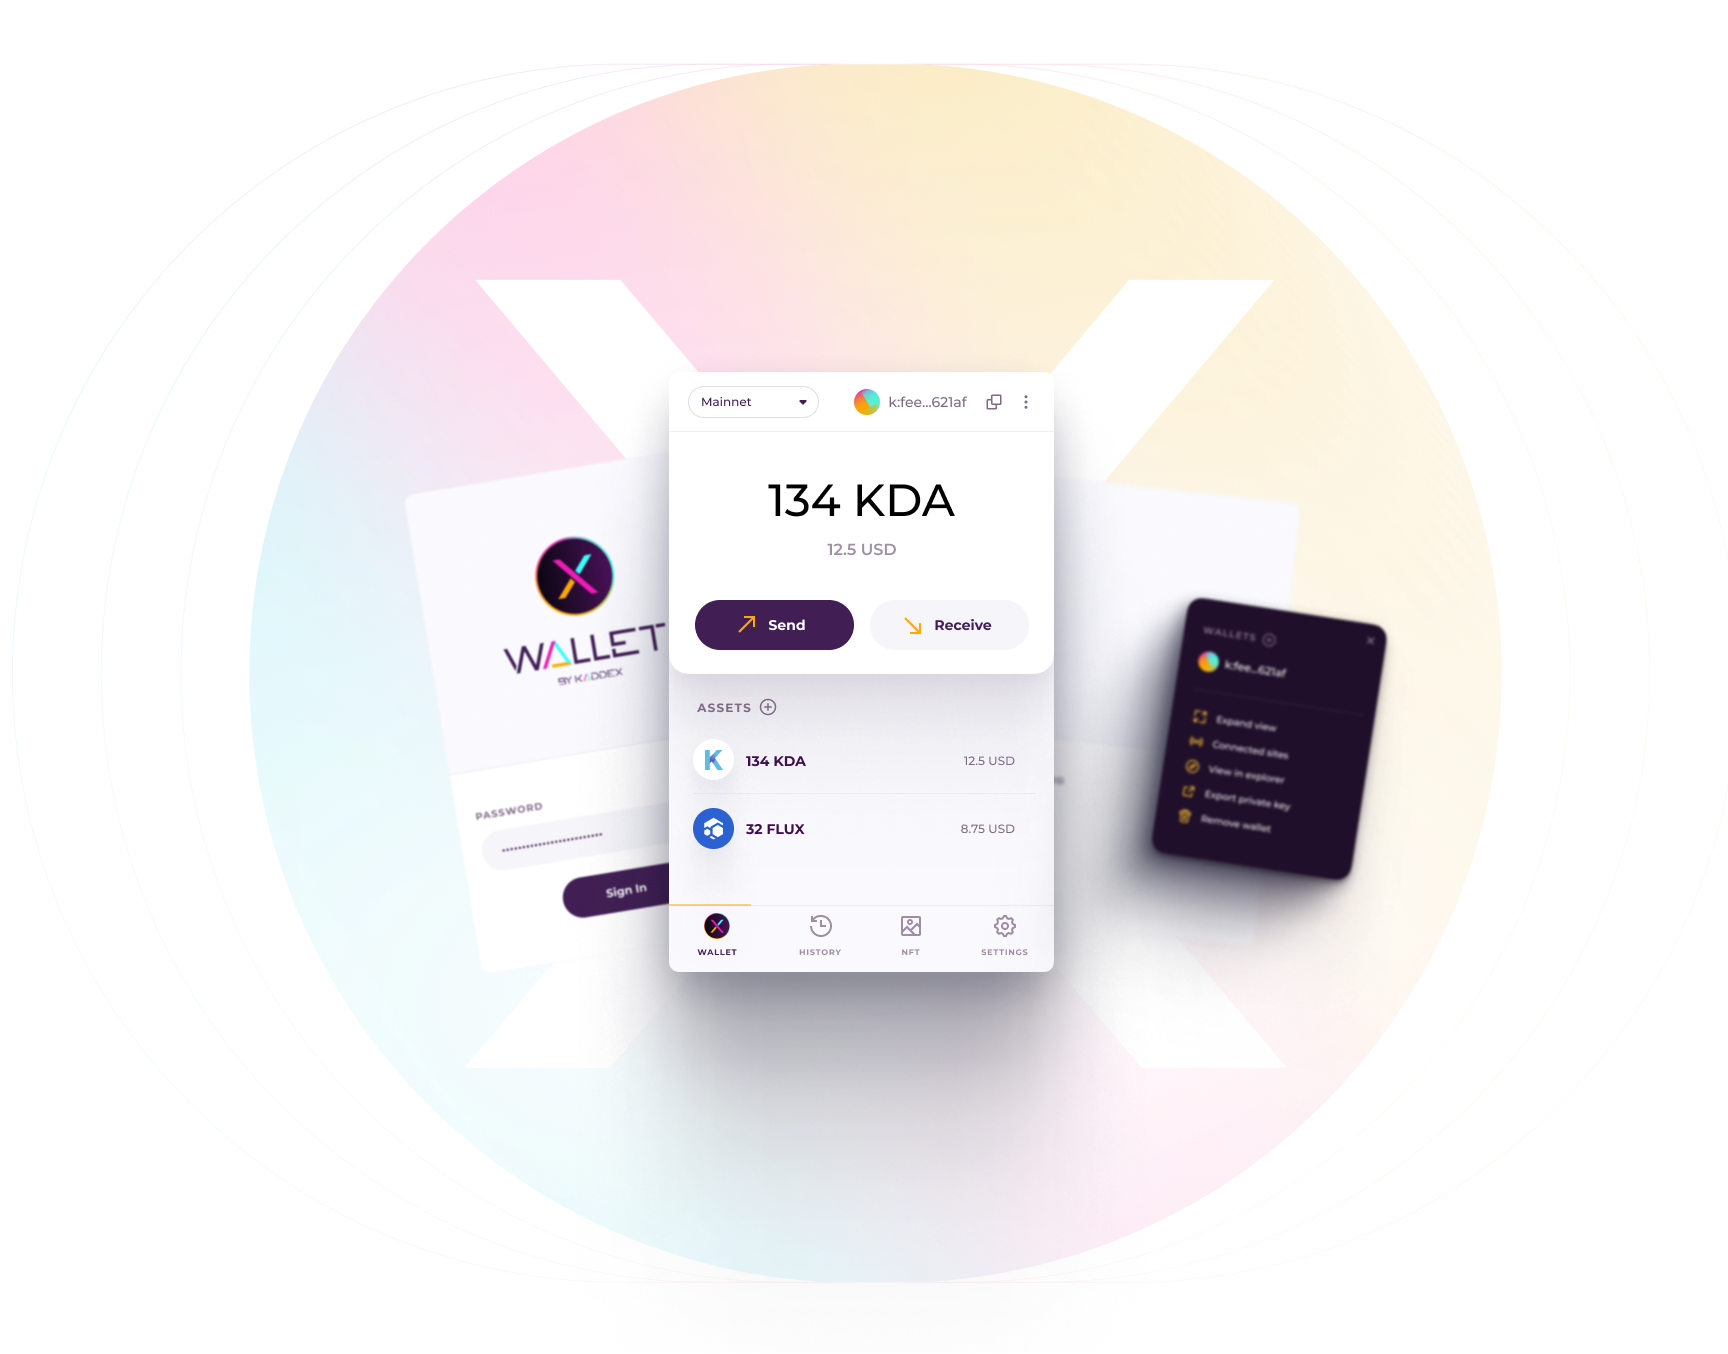 Mainnet
k:fee...621af
134 KDA
12.5 USD
Send
Receive
ASSETS
134 KDA
12.5 USD
32 FLUX
8.75 USD
WALLET
HISTORY
NFT
SETTINGS
WALLET
BY KADDEX
PASSWORD
Sign In
WALLETS
k:fee...621af
Expand view
Connected sites
View in explorer
Export private key
Remove wallet